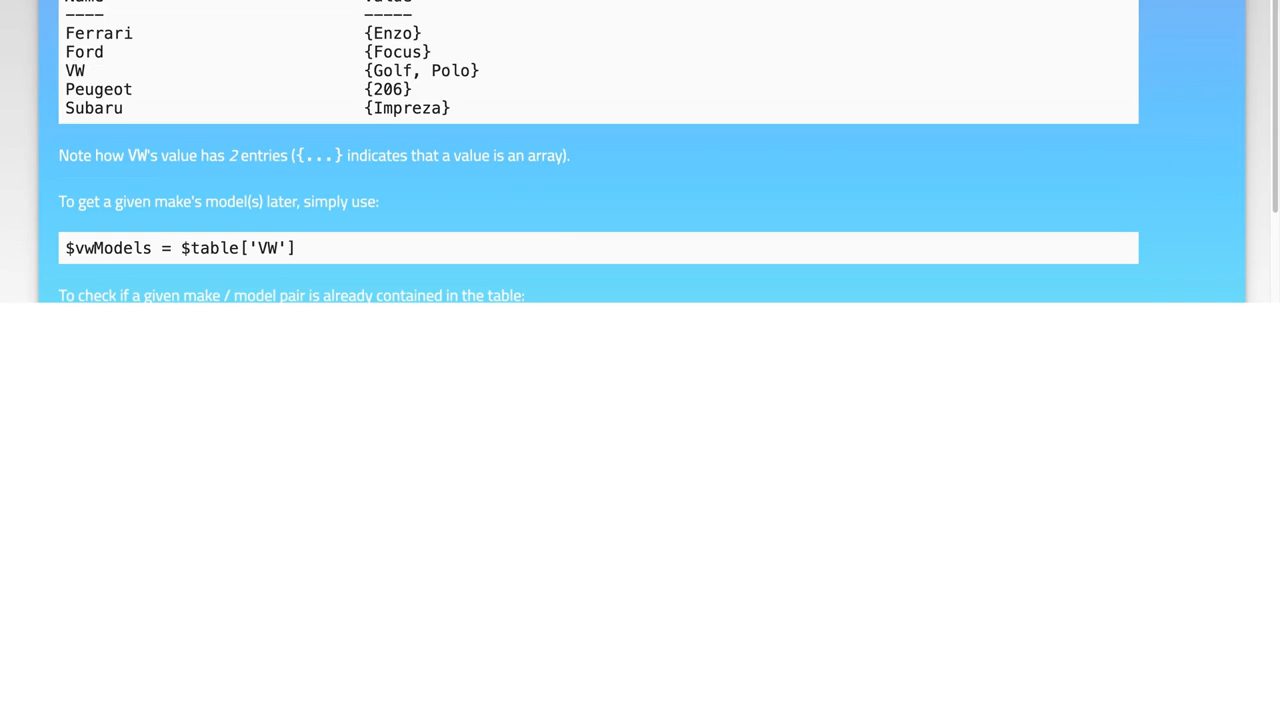 ---- -----
Ferrari {Enzo}
Ford {Focus}
VW {Golf, Polo}
Peugeot {206}
Subaru {Impreza}
Note how VW's value has 2 entries ({...} indicates that a value is an array).
To get a given make's model(s) later, simply use:
$vwModels = $table['VW']
To check if a given make / model pair is already contained in the table: